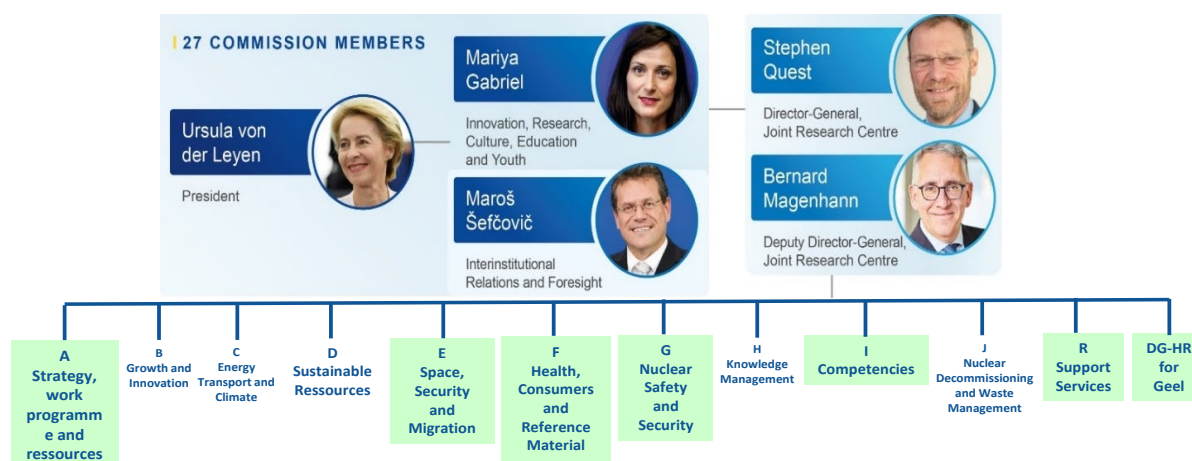 27 COMMISSION MEMBERS
Ursula von
der Leyen
President
Mariya
Gabriel
Innovation, Research,
Culture, Education
and Youth
Maroš
Šefčovič
Interinstitutional
Relations and Foresight
Stephen
Quest
Director-General,
Joint Research Centre
Bernard
Magenhann
Deputy Director-General,
Joint Research Centre
A
Strategy,
work
programm
e and
ressources
B
Growth and
Innovation
C
Energy
Transport and
Climate
D
Sustainable
Ressources
E
Space,
Security
and
Migration
F
Health,
Consumers
and
Reference
Material
G
Nuclear
Safety
and
Security
H
Knowledge
Management
I
Competencies
J
Nuclear
Decommissioning
and Waste
Management
R
Support
Services
DG-HR
for
Geel